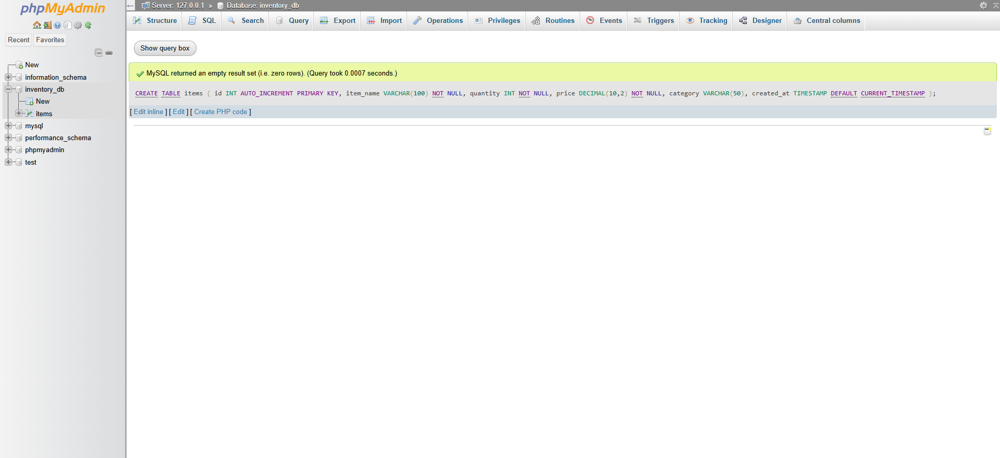 phpMyAdmin
Recent Favorites
New
information_schema
inventory_db
New
items
mysql
performance_schema
phpmyadmin
test
Server: 127.0.0.1 » Database: inventory_db
Structure SQL Search Query Export Import Operations Privileges Routines Events Triggers Tracking Designer Central columns
Show query box
MySQL returned an empty result set (i.e. zero rows). (Query took 0.0007 seconds.)
CREATE TABLE items ( id INT AUTO_INCREMENT PRIMARY KEY, item_name VARCHAR(100) NOT NULL, quantity INT NOT NULL, price DECIMAL(10,2) NOT NULL, category VARCHAR(50), created_at TIMESTAMP DEFAULT CURRENT_TIMESTAMP );
[ Edit inline ] [ Edit ] [ Create PHP code ]